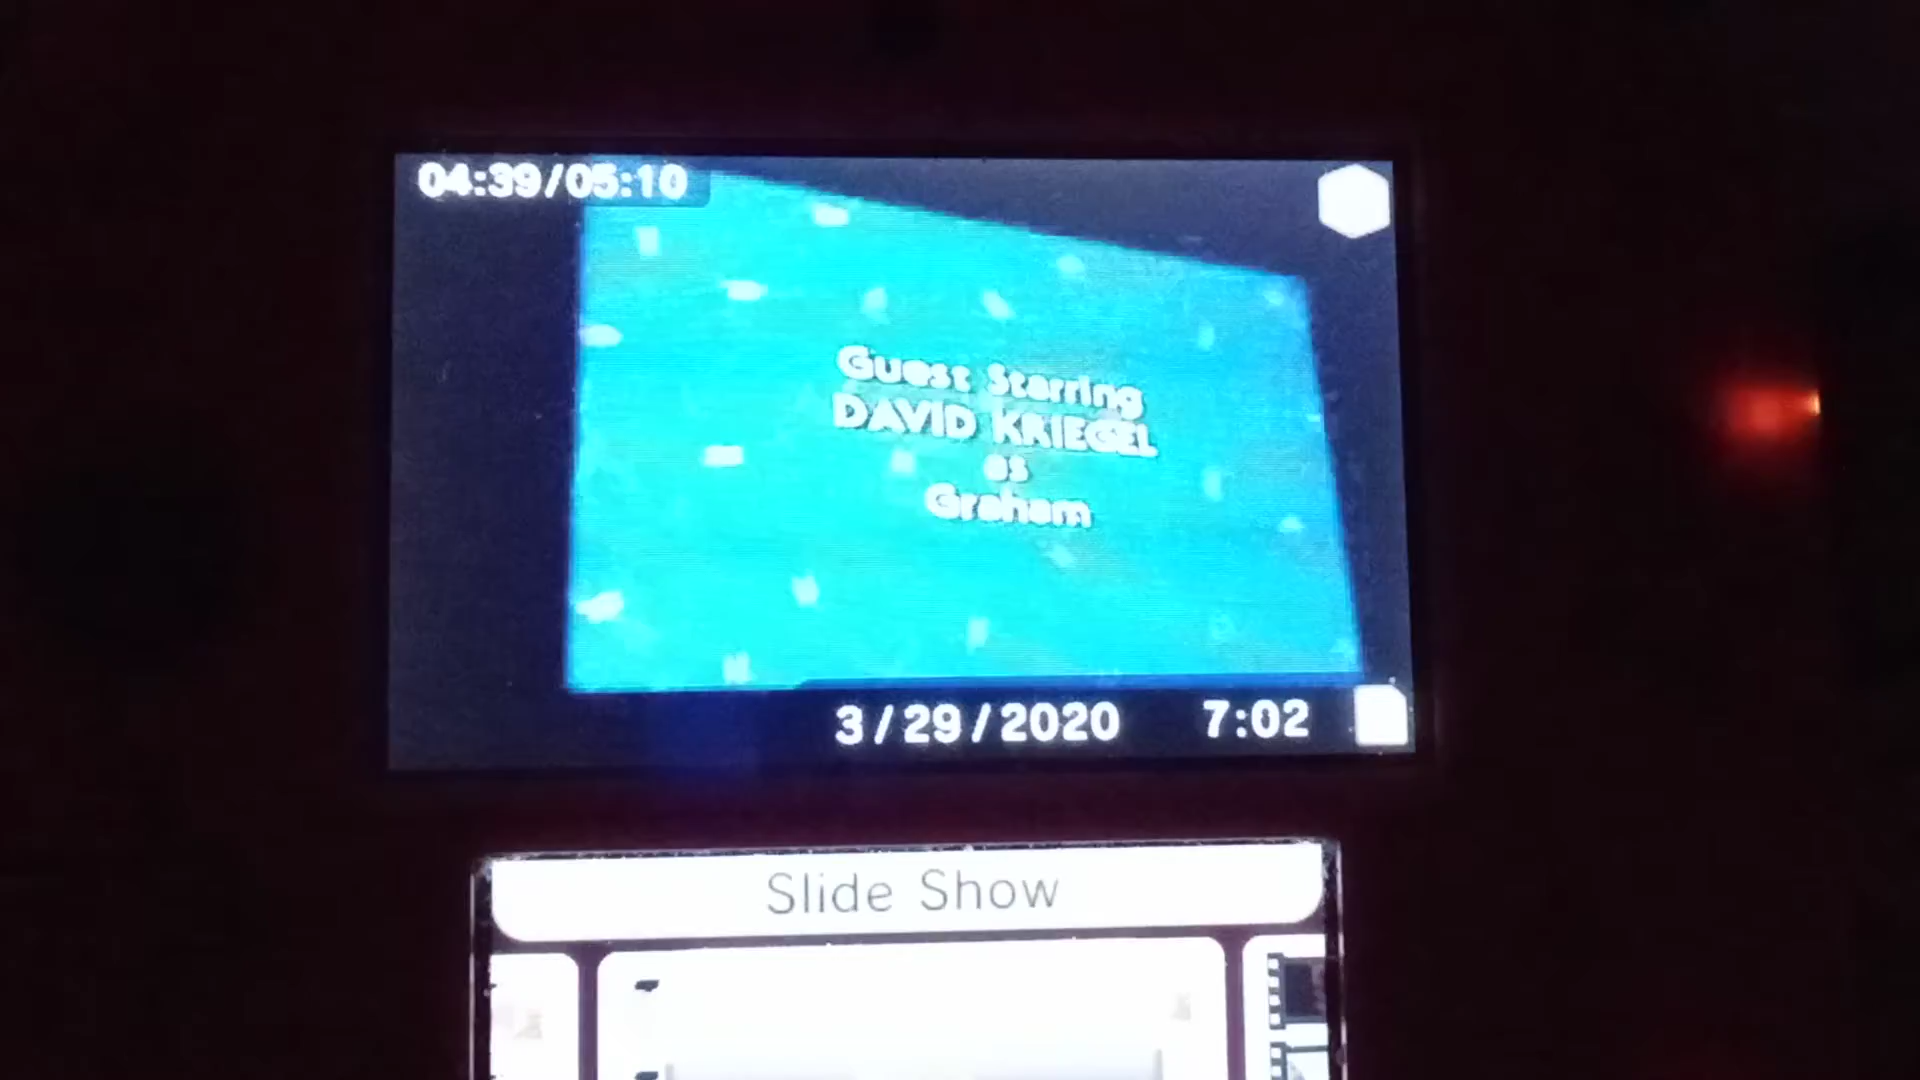 04:39/05:10
Guest Starring
DAVID KRIEGEL
as
Graham
3/29/2020 7:02
Slide Show